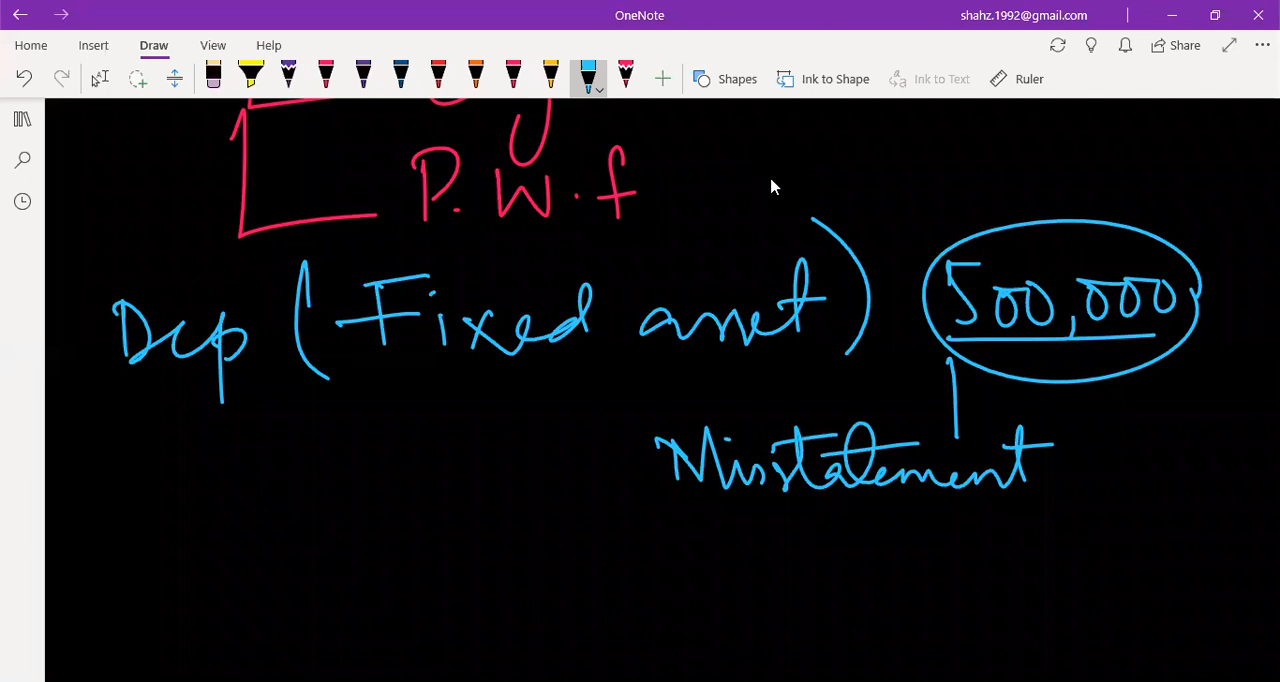 OneNote
shahz.1992@gmail.com
Home Insert Draw View Help
Share
Shapes Ink to Shape Ink to Text Ruler
P. W. f
Dep (Fixed asset) 500,000
Misstatement